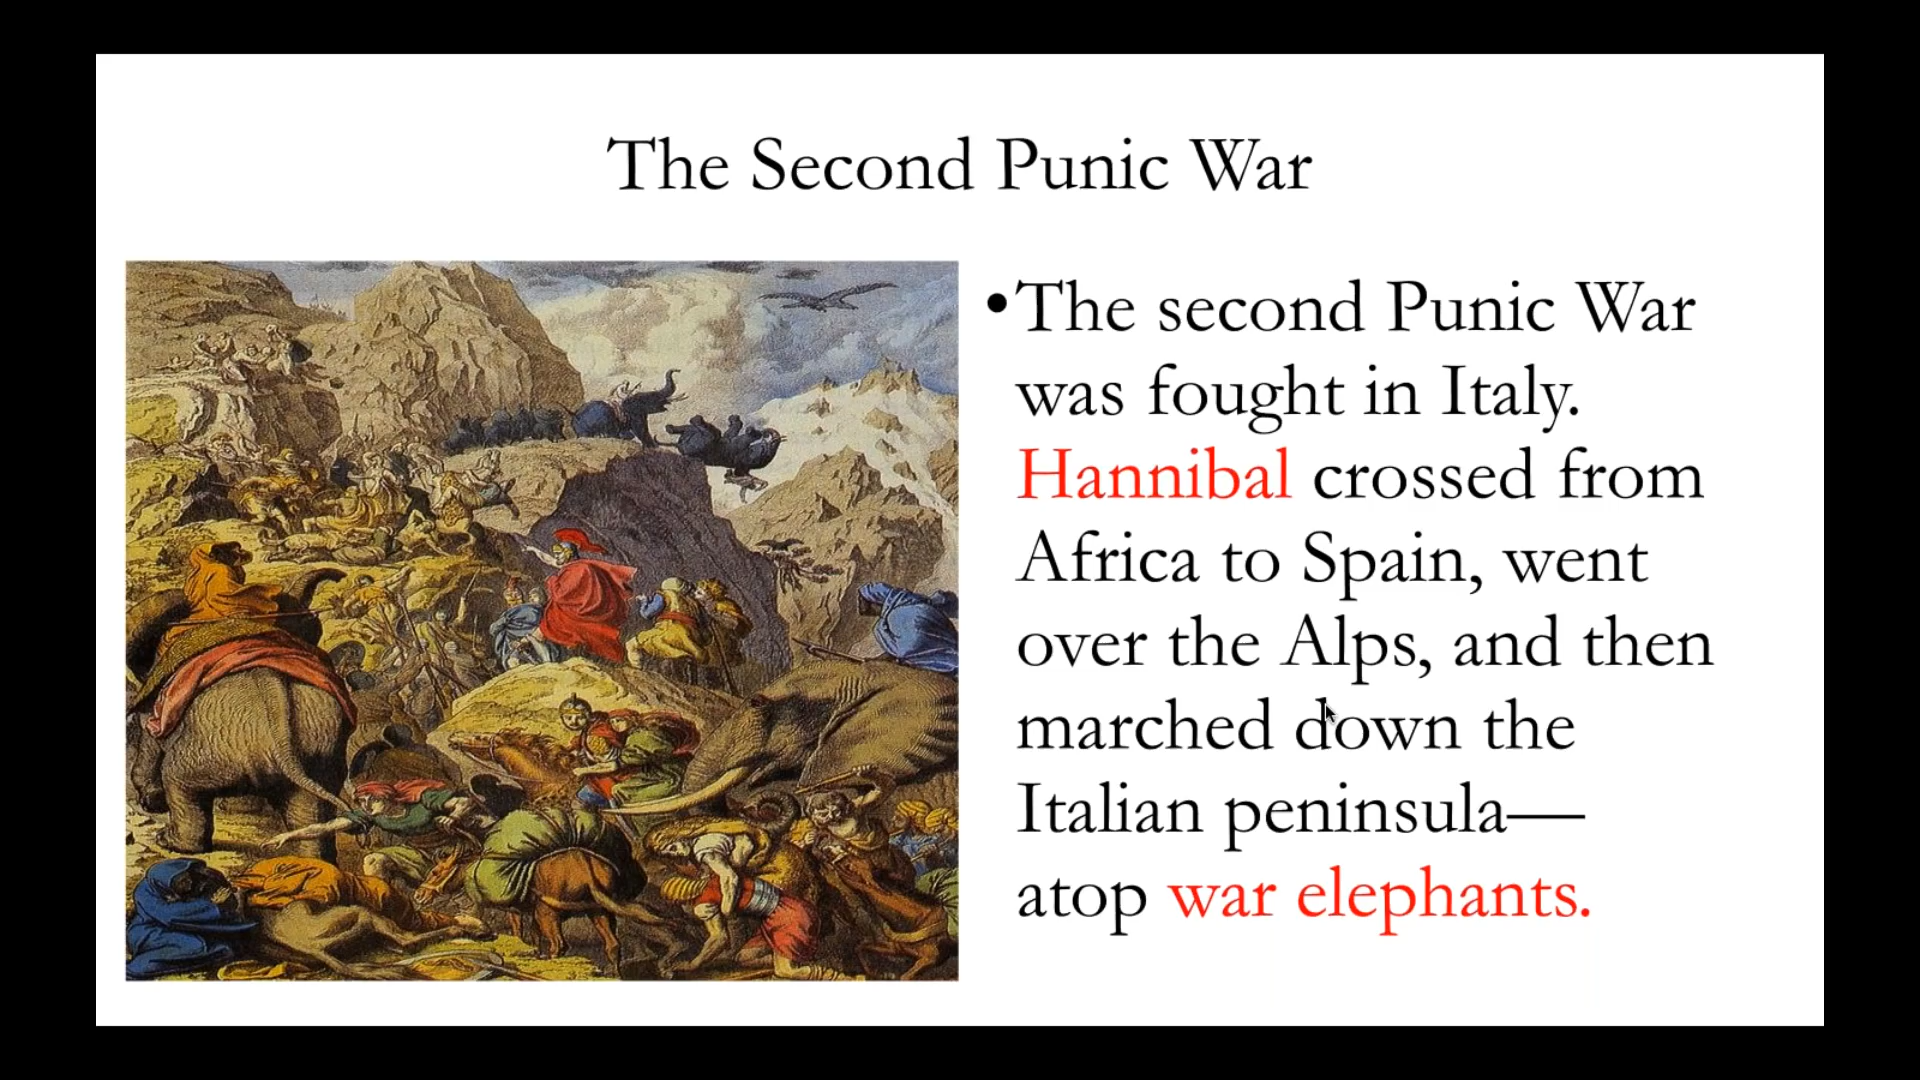 The Second Punic War
•The second Punic War
was fought in Italy.
Hannibal crossed from
Africa to Spain, went
over the Alps, and then
marched down the
Italian peninsula—
atop war elephants.